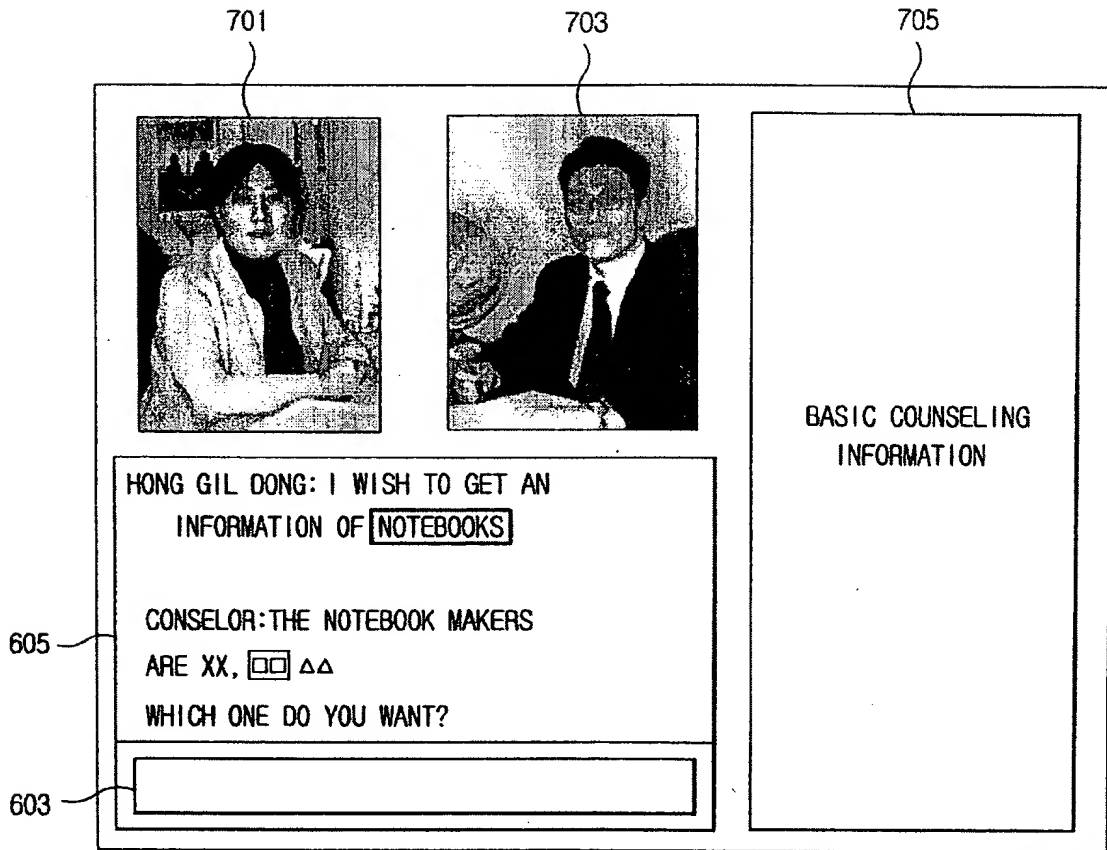 701 703 705
BASIC COUNSELING
INFORMATION
HONG GIL DONG: I WISH TO GET AN
INFORMATION OF NOTEBOOKS
CONSELOR:THE NOTEBOOK MAKERS
ARE XX, □□ △△
WHICH ONE DO YOU WANT?
605
603